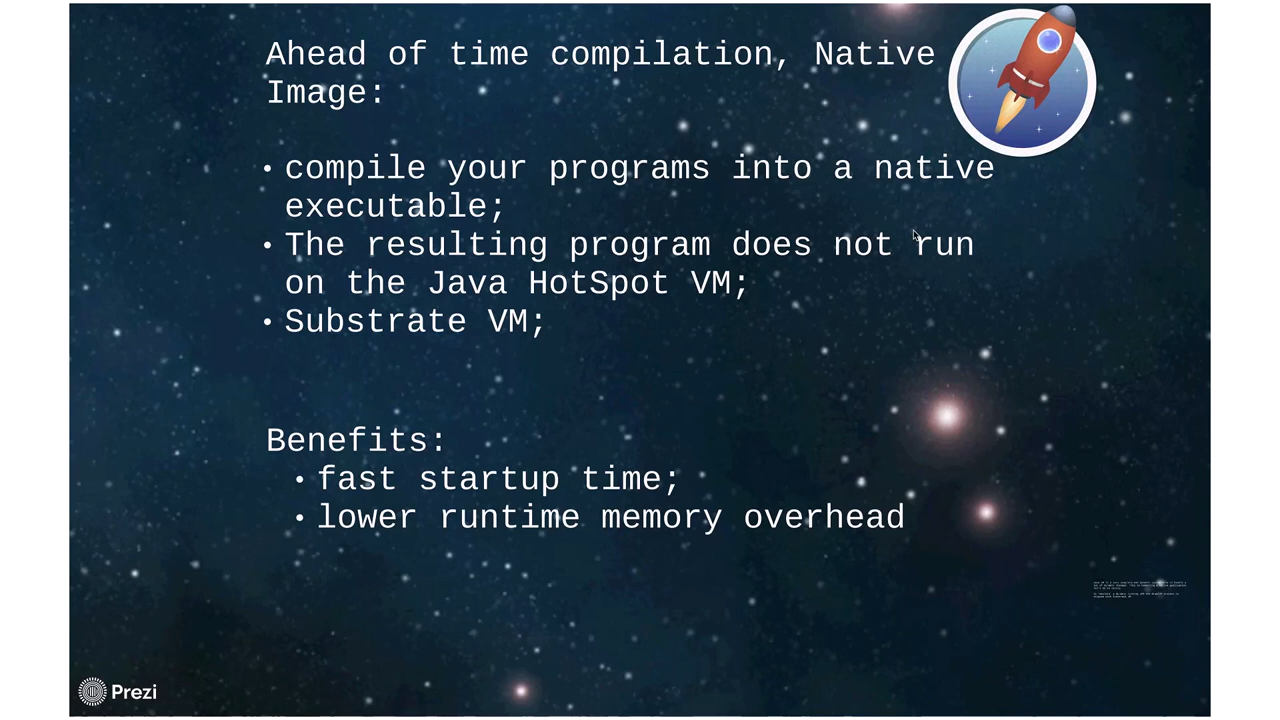 Ahead of time compilation, Native
Image:
• compile your programs into a native
executable;
• The resulting program does not run
on the Java HotSpot VM;
• Substrate VM;
Benefits:
• fast startup time;
• lower runtime memory overhead
Prezi